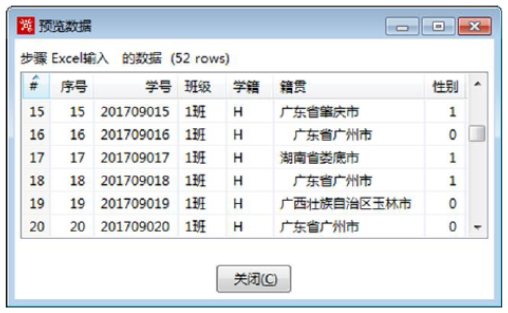 预览数据
步骤 Excel输入 的数据 (52 rows)
# 序号 学号 班级 学籍 籍贯 性别
15 15 201709015 1班 H 广东省肇庆市 1
16 16 201709016 1班 H 广东省广州市 0
17 17 201709017 1班 H 湖南省娄底市 1
18 18 201709018 1班 H 广东省广州市 1
19 19 201709019 1班 H 广西壮族自治区玉林市 0
20 20 201709020 1班 H 广东省广州市 0
关闭(C)